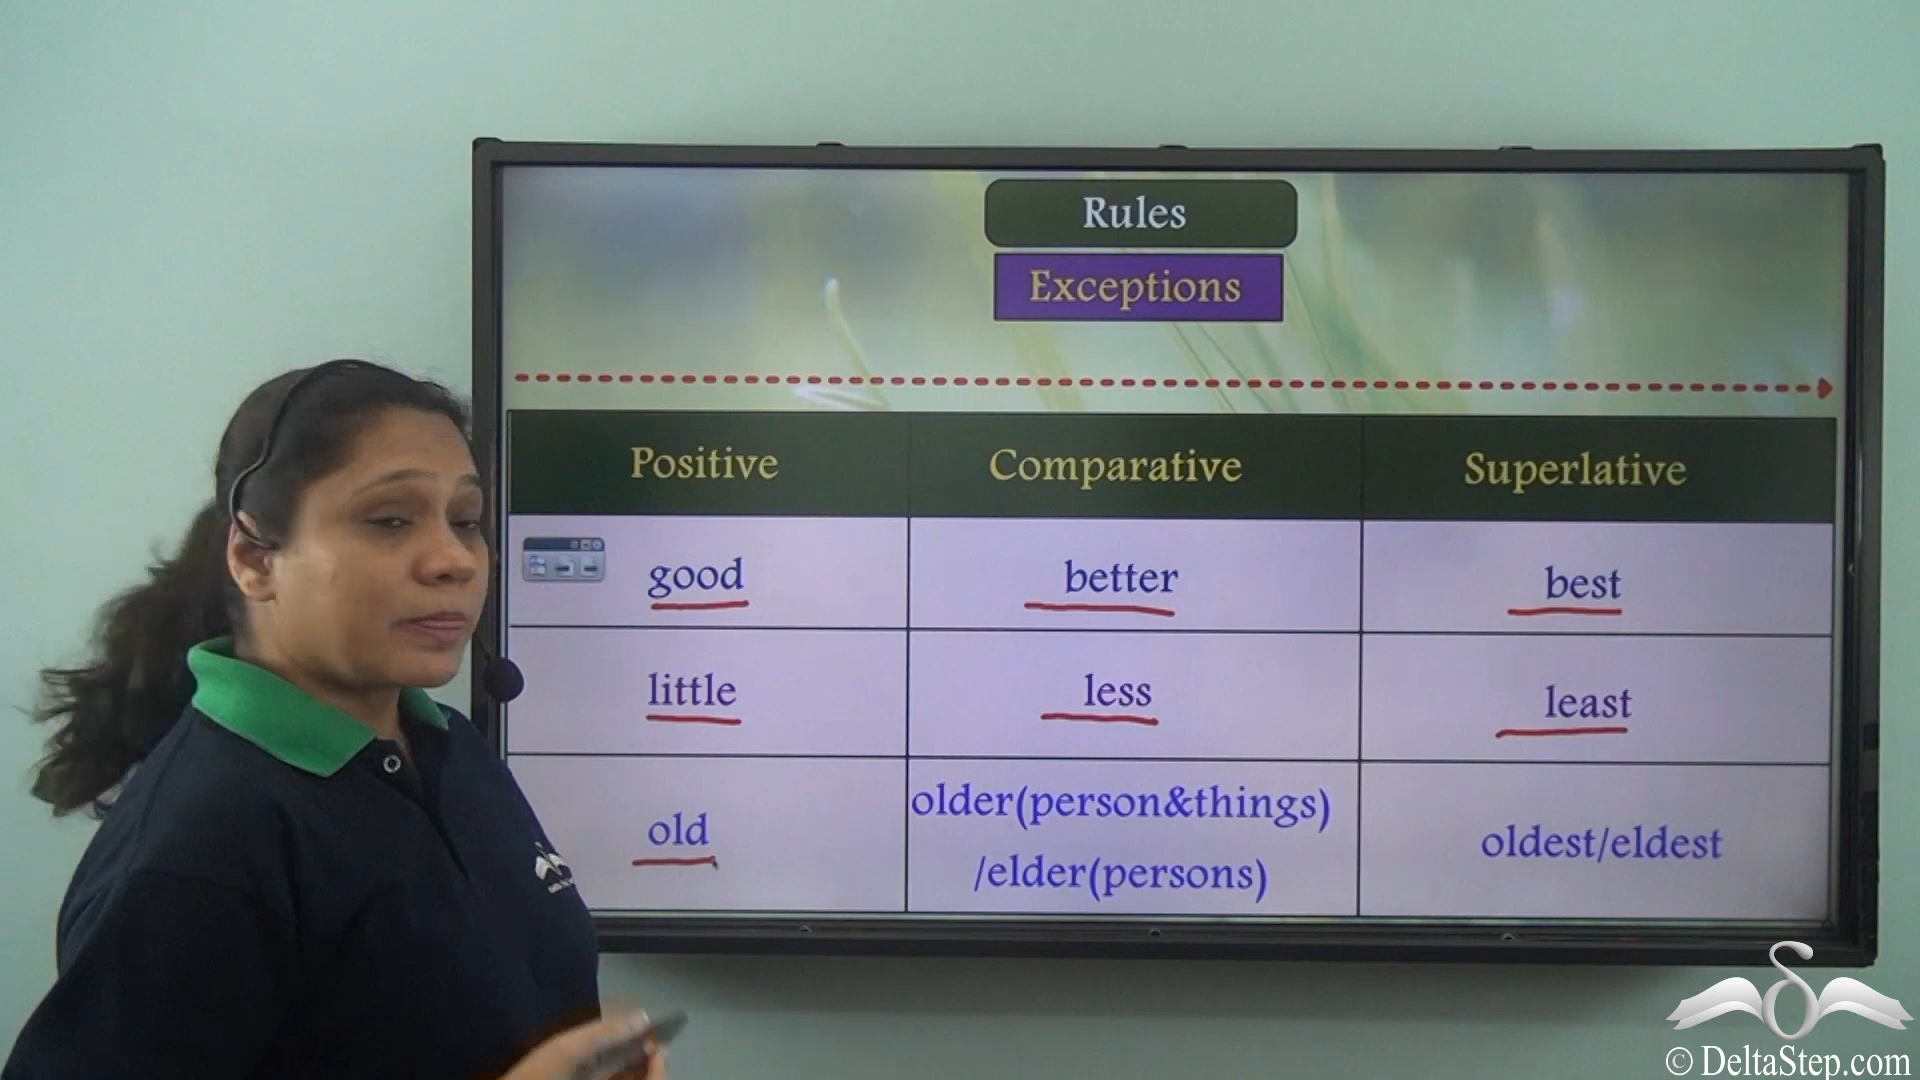 Rules
Exceptions
Positive Comparative Superlative
good better best
little less least
old older(person&things) /elder(persons) oldest/eldest
© DeltaStep.com